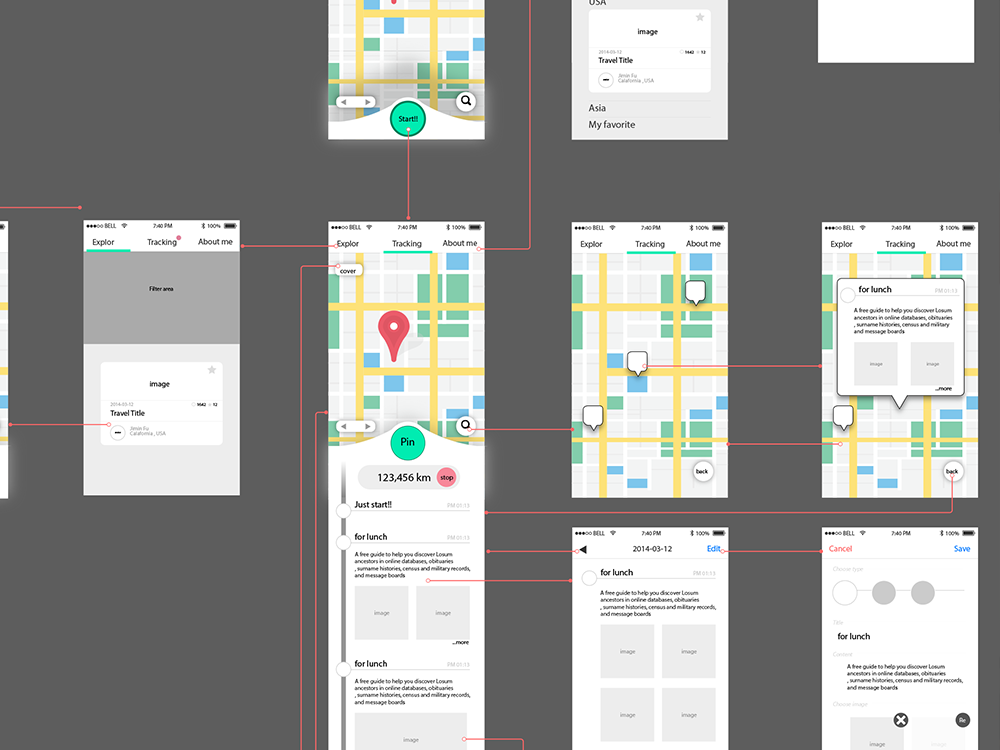 Start!!
USA
image
2014-03-12
1642 + 12
Travel Title
Jimin Fu
Calafornia , USA
Asia
My favorite
BELL 7:40 PM 100%
Explor Tracking About me
Filter area
image
2014-03-12
1642 + 12
Travel Title
Jimin Fu
Calafornia , USA
BELL 7:40 PM 100%
Explor Tracking About me
cover
Pin
123,456 km stop
Just start!! PM 01:13
for lunch PM 01:13
A free guide to help you discover Losum
ancestors in online databases, obituaries
, surname histories, census and military records,
and message boards
image image
...more
for lunch PM 01:13
A free guide to help you discover Losum
ancestors in online databases, obituaries
, surname histories, census and military records,
and message boards
image
BELL 7:40 PM 100%
Explor Tracking About me
back
BELL 7:40 PM 100%
Explor Tracking About me
for lunch PM 01:13
A free guide to help you discover Losum
ancestors in online databases, obituaries
, surname histories, census and military
and message boards
image image
...more
back
BELL 7:40 PM 100%
2014-03-12 Edit
for lunch PM 01:13
A free guide to help you discover Losum
ancestors in online databases, obituaries
, surname histories, census and military records,
and message boards
image image
image image
BELL 7:40 PM 100%
Cancel Save
Choose type
Title
for lunch
Content
A free guide to help you discover Losum
ancestors in online databases, obituaries
, surname histories, census and military records,
and message boards
Choose image
Re
image image